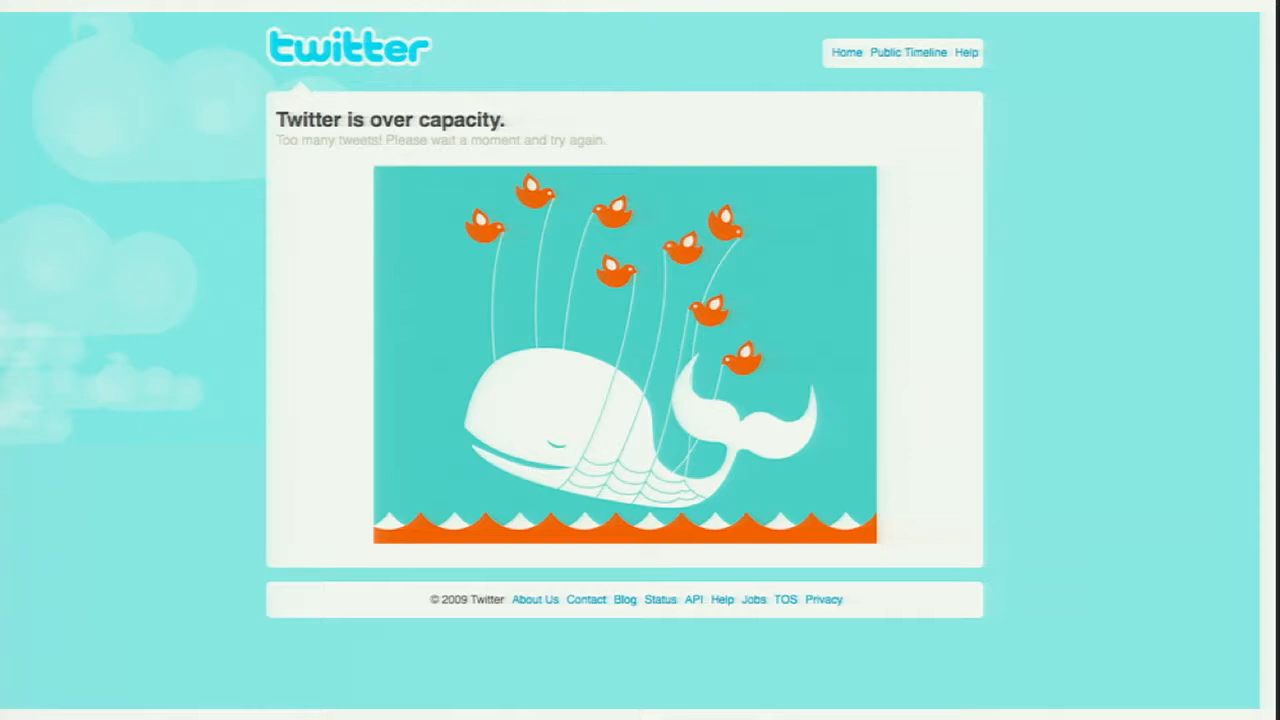 twitter
Home Public Timeline Help
Twitter is over capacity.
Too many tweets! Please wait a moment and try again.
© 2009 Twitter About Us Contact Blog Status API Help Jobs TOS Privacy